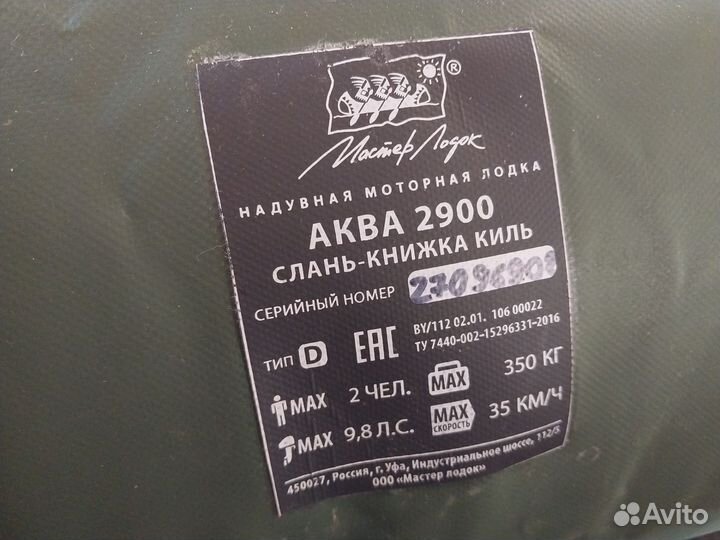 ®
Мастер Лодок
НАДУВНАЯ МОТОРНАЯ ЛОДКА
АКВА 2900
СЛАНЬ-КНИЖКА КИЛЬ
СЕРИЙНЫЙ НОМЕР 27096908
ТИП D EAC BY/112 02.01. 106 00022
ТУ 7440-002-15296331-2016
MAX 2 ЧЕЛ. MAX 350 КГ
MAX 9,8 Л.С. MAX СКОРОСТЬ 35 КМ/Ч
450027, Россия, г. Уфа, Индустриальное шоссе, 112/5
ООО «Мастер лодок»
Avito